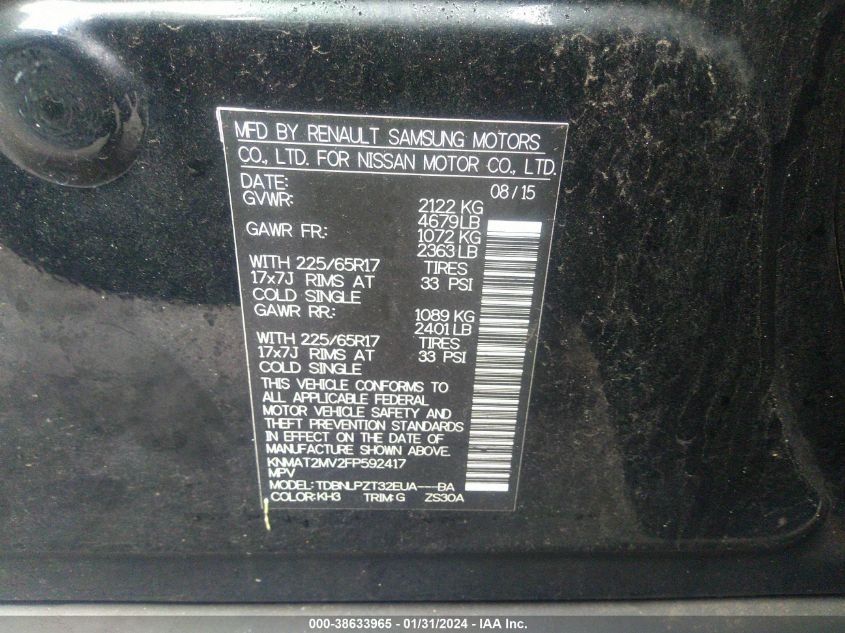 MFD BY RENAULT SAMSUNG MOTORS
CO., LTD. FOR NISSAN MOTOR CO., LTD.
DATE: 08/15
GVWR: 2122 KG
4679 LB
GAWR FR: 1072 KG
2363 LB
WITH 225/65R17 TIRES
17x7J RIMS AT 33 PSI
COLD SINGLE
GAWR RR: 1089 KG
2401 LB
WITH 225/65R17 TIRES
17x7J RIMS AT 33 PSI
COLD SINGLE
THIS VEHICLE CONFORMS TO
ALL APPLICABLE FEDERAL
MOTOR VEHICLE SAFETY AND
THEFT PREVENTION STANDARDS
IN EFFECT ON THE DATE OF
MANUFACTURE SHOWN ABOVE.
KNMAT2MV2FP592417
MPV
MODEL: TDBNLPZT32EUA---BA
COLOR: KH3 TRIM: G ZS30A
000-38633965 - 01/31/2024 - IAA Inc.